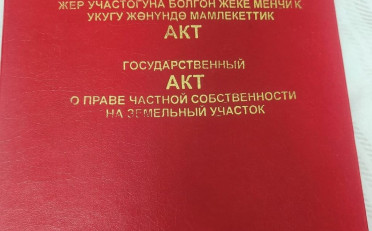 ЖЕР УЧАСТОГУНА БОЛГОН ЖЕКЕ МЕНЧИК
УКУГУ ЖӨНҮНДӨ МАМЛЕКЕТТИК
АКТ
ГОСУДАРСТВЕННЫЙ
АКТ
О ПРАВЕ ЧАСТНОЙ СОБСТВЕННОСТИ
НА ЗЕМЕЛЬНЫЙ УЧАСТОК